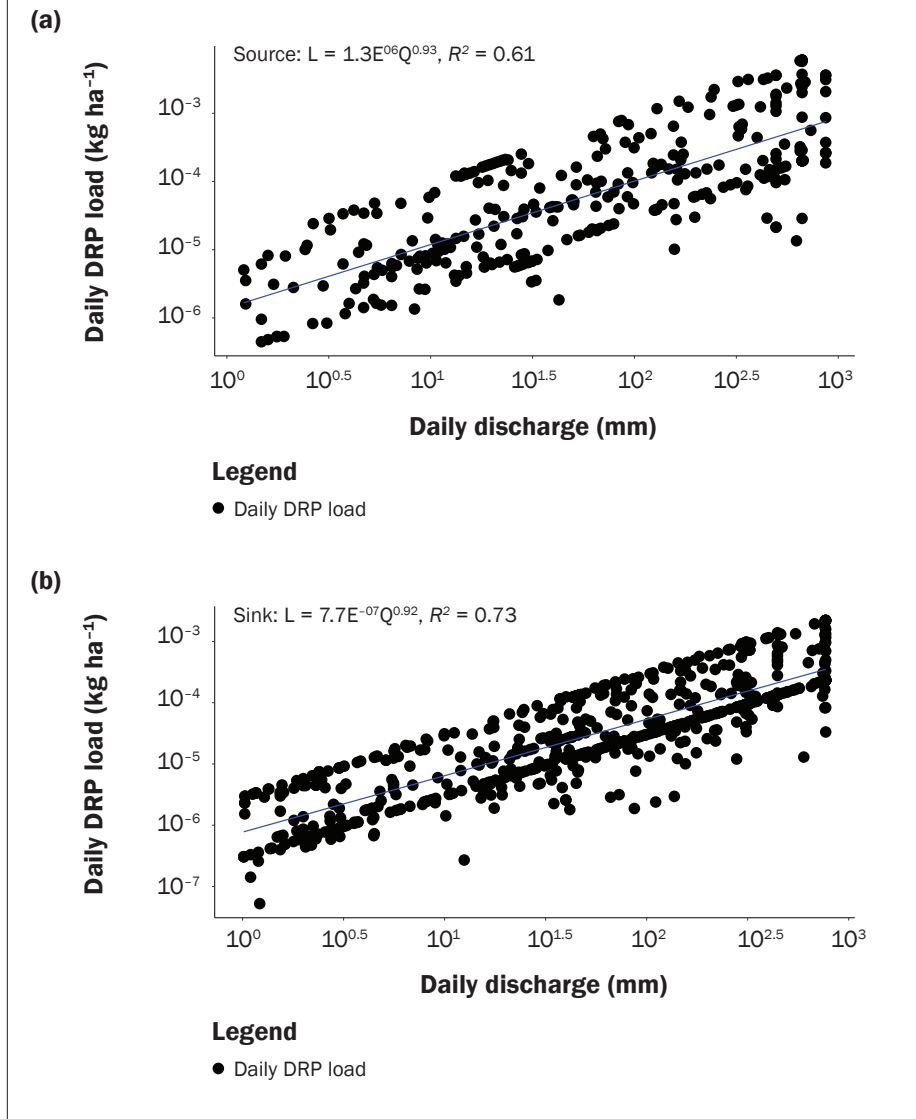 (a)
Source: L = 1.3E⁰⁶Q⁰·⁹³, R² = 0.61
Daily DRP load (kg ha⁻¹)
10⁻³
10⁻⁴
10⁻⁵
10⁻⁶
10⁰ 10⁰·⁵ 10¹ 10¹·⁵ 10² 10²·⁵ 10³
Daily discharge (mm)
Legend
Daily DRP load
(b)
Sink: L = 7.7E⁻⁰⁷Q⁰·⁹², R² = 0.73
Daily DRP load (kg ha⁻¹)
10⁻³
10⁻⁴
10⁻⁵
10⁻⁶
10⁻⁷
10⁰ 10⁰·⁵ 10¹ 10¹·⁵ 10² 10²·⁵ 10³
Daily discharge (mm)
Legend
Daily DRP load